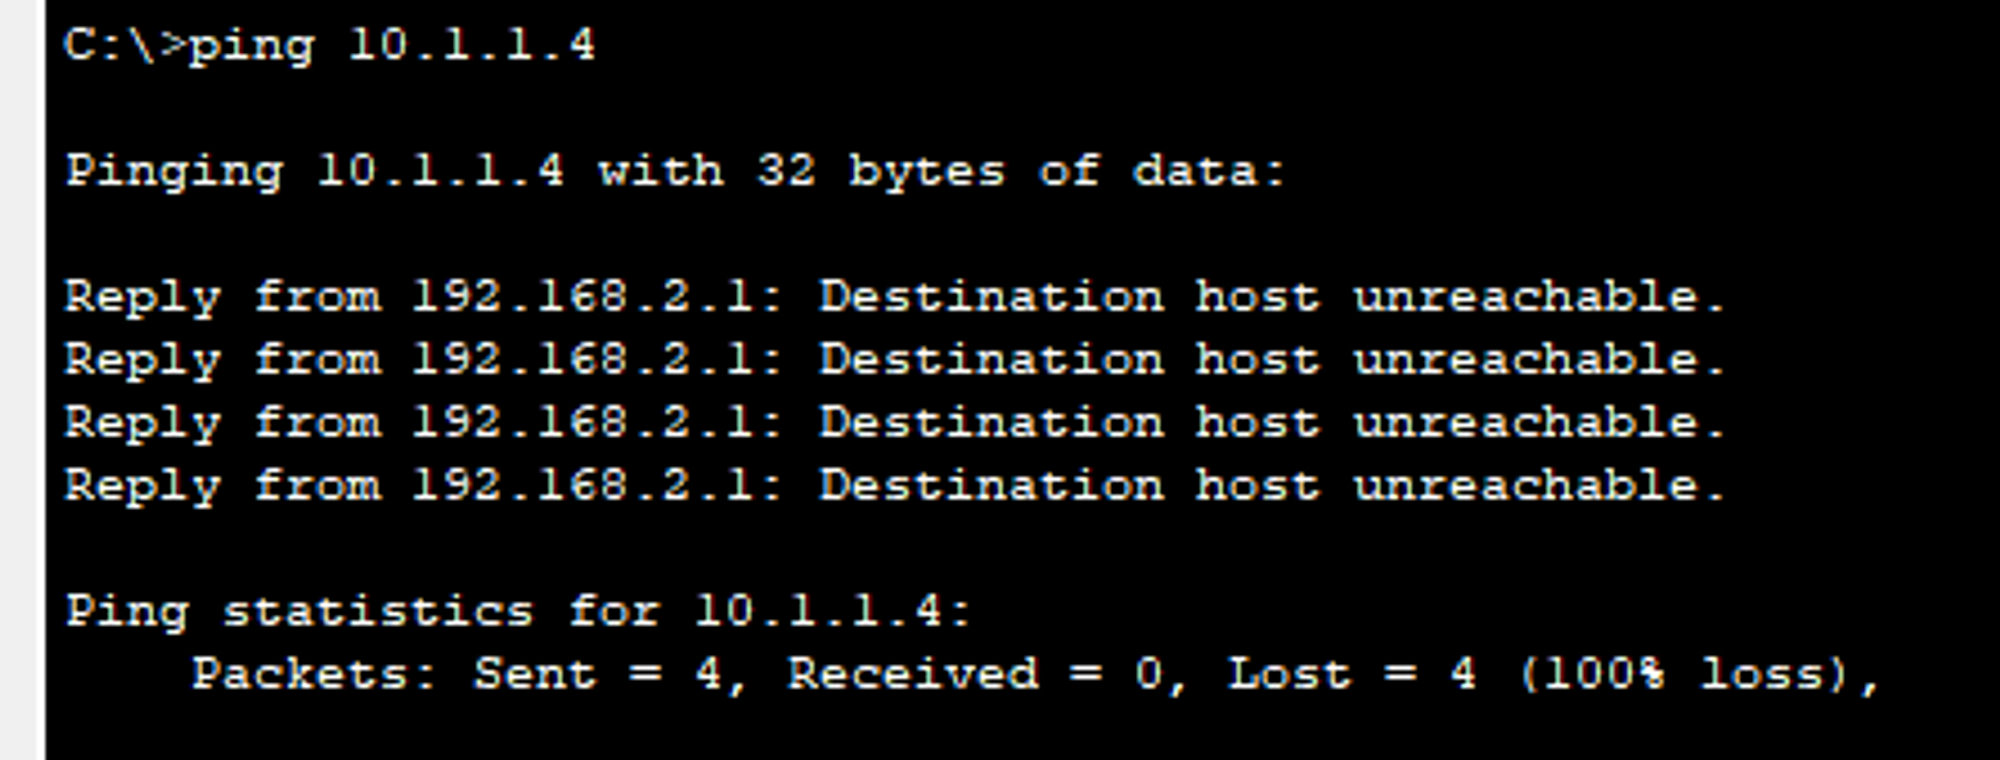 C:\>ping 10.1.1.4
Pinging 10.1.1.4 with 32 bytes of data:
Reply from 192.168.2.1: Destination host unreachable.
Reply from 192.168.2.1: Destination host unreachable.
Reply from 192.168.2.1: Destination host unreachable.
Reply from 192.168.2.1: Destination host unreachable.
Ping statistics for 10.1.1.4:
Packets: Sent = 4, Received = 0, Lost = 4 (100% loss),